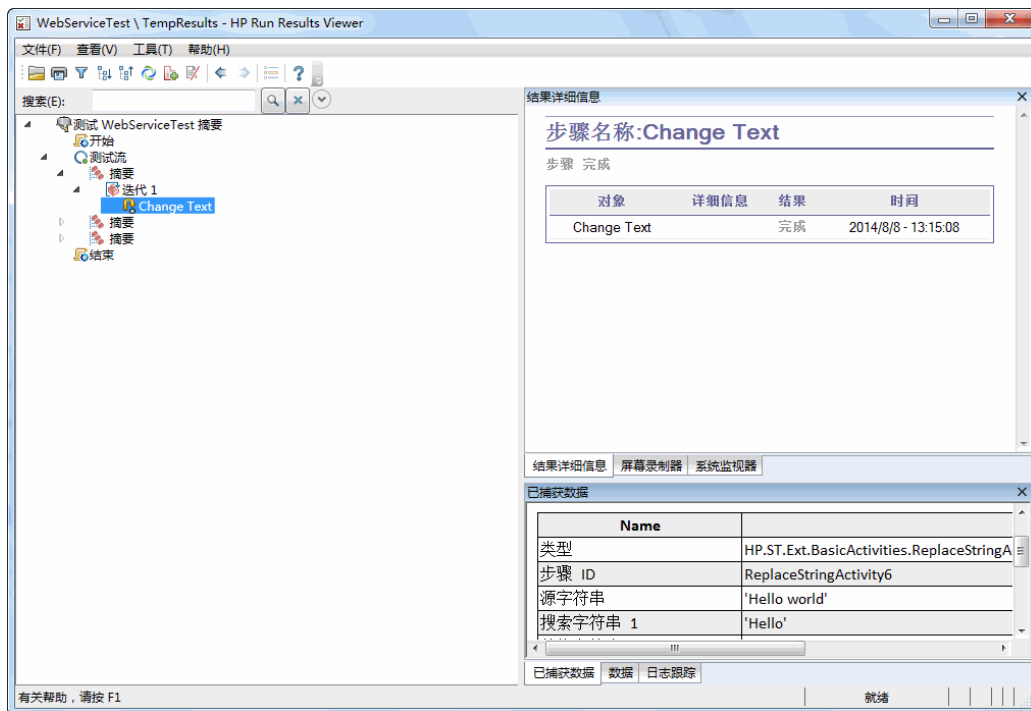 WebServiceTest \ TempResults - HP Run Results Viewer
文件(F) 查看(V) 工具(T) 帮助(H)
搜索(E):
测试 WebServiceTest 摘要
开始
测试流
摘要
迭代 1
Change Text
摘要
摘要
结束
结果详细信息
步骤名称:Change Text
步骤 完成
对象 详细信息 结果 时间
Change Text 完成 2014/8/8 - 13:15:08
结果详细信息 屏幕录制器 系统监视器
已捕获数据
Name
类型 HP.ST.Ext.BasicActivities.ReplaceStringA
步骤 ID ReplaceStringActivity6
源字符串 'Hello world'
搜索字符串 1 'Hello'
已捕获数据 数据 日志跟踪
有关帮助，请按 F1 就绪